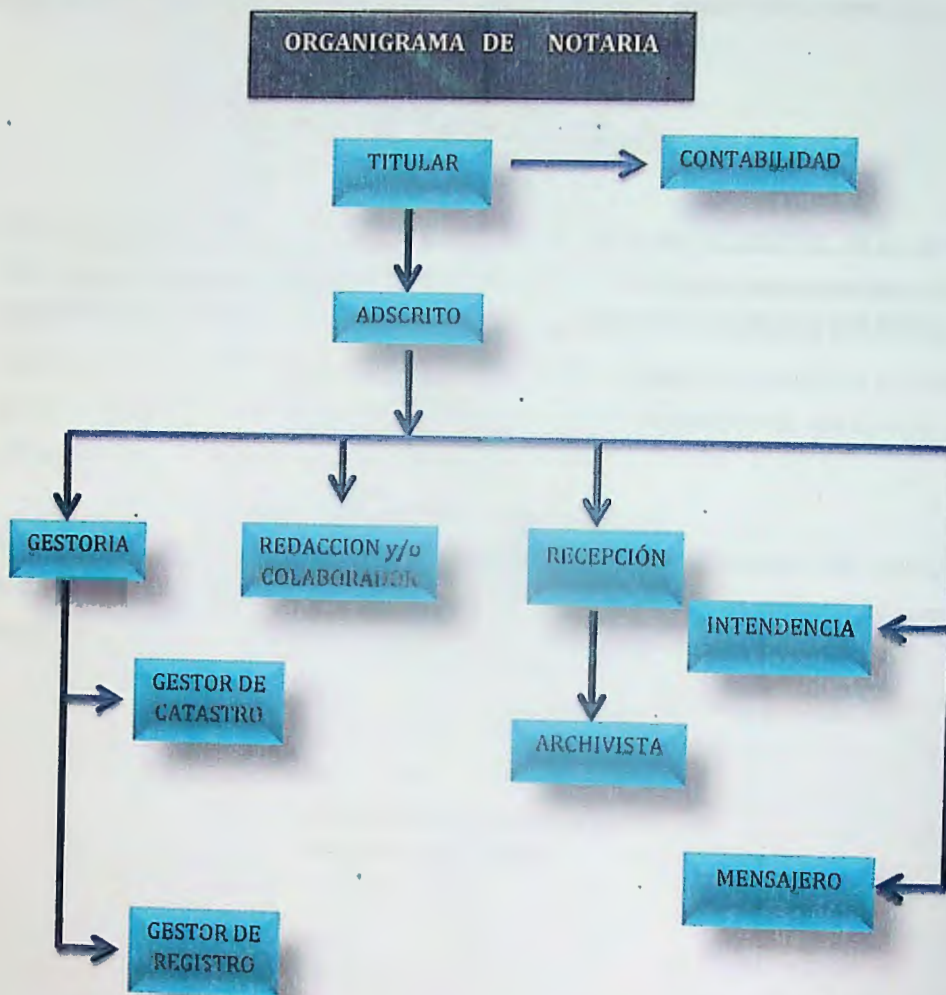 ORGANIGRAMA DE NOTARIA
TITULAR
CONTABILIDAD
ADSCRITO
GESTORIA
REDACCION y/o
COLABORADOR
RECEPCIÓN
INTENDENCIA
GESTOR DE
CATASTRO
ARCHIVISTA
MENSAJERO
GESTOR DE
REGISTRO